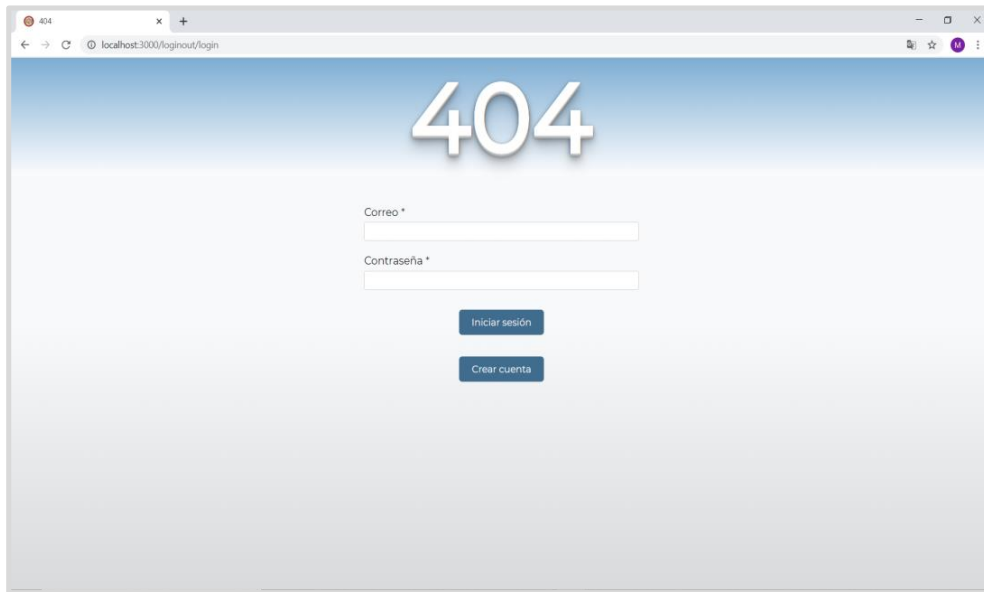 404
localhost:3000/loginout/login
M
404
Correo *
Contraseña *
Iniciar sesión
Crear cuenta